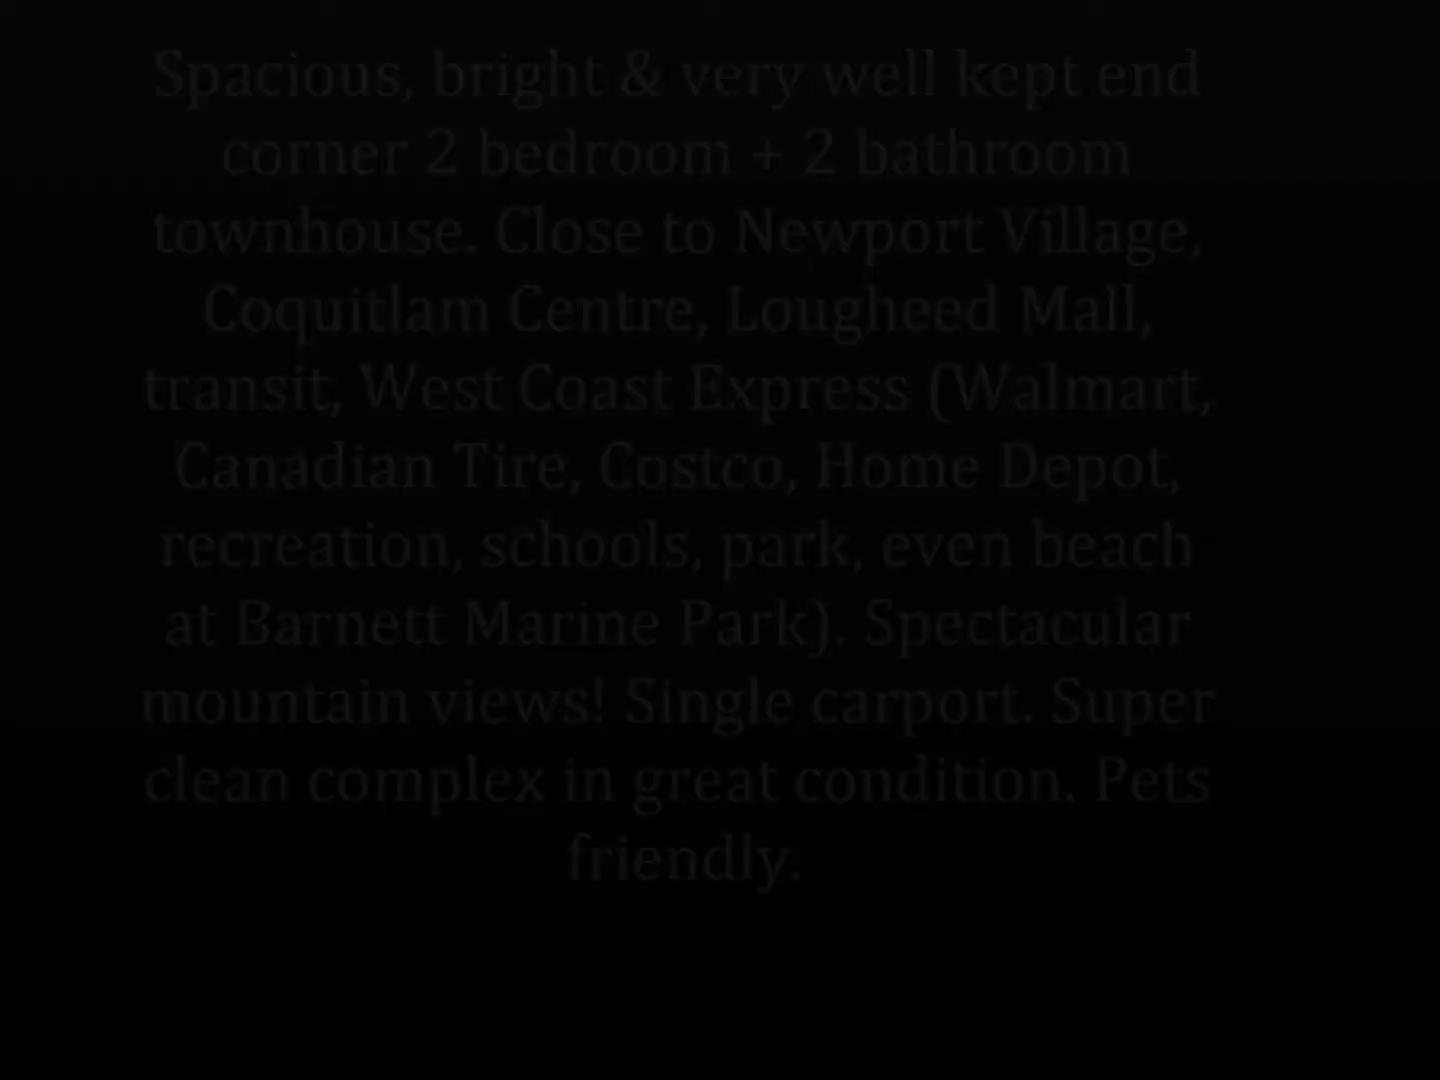 Spacious, bright & very well kept end
corner 2 bedroom + 2 bathroom
townhouse. Close to Newport Village,
Coquitlam Centre, Lougheed Mall,
transit, West Coast Express (Walmart,
Canadian Tire, Costco, Home Depot,
recreation, schools, park, even beach
at Barnett Marine Park). Spectacular
mountain views! Single carport. Super
clean complex in great condition. Pets
friendly.